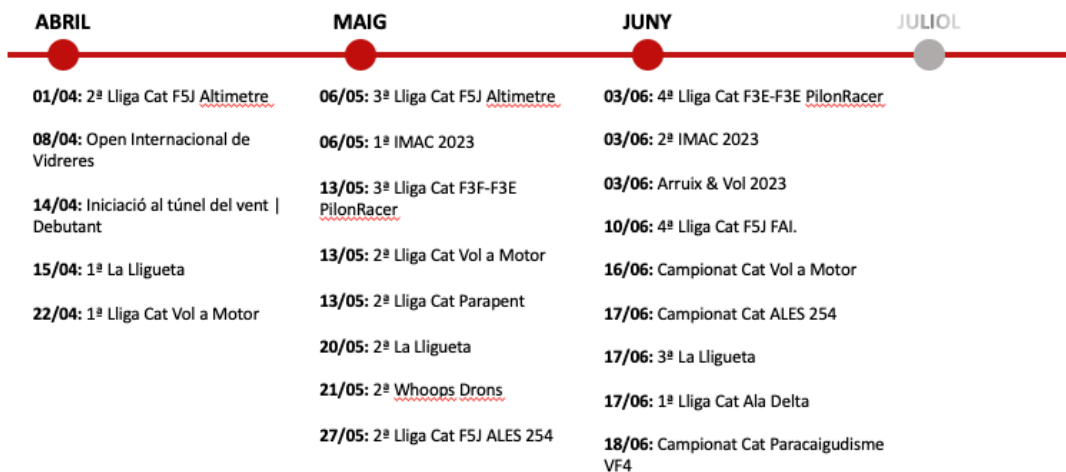 ABRIL
MAIG
JUNY
JULIOL
01/04: 2ª Lliga Cat F5J Altimetre
08/04: Open Internacional de
Vidreres
14/04: Iniciació al túnel del vent |
Debutant
15/04: 1ª La Lligueta
22/04: 1ª Lliga Cat Vol a Motor
06/05: 3ª Lliga Cat F5J Altimetre
06/05: 1ª IMAC 2023
13/05: 3ª Lliga Cat F3F-F3E
PilonRacer
13/05: 2ª Lliga Cat Vol a Motor
13/05: 2ª Lliga Cat Parapent
20/05: 2ª La Lligueta
21/05: 2ª Whoops Drons
27/05: 2ª Lliga Cat F5J ALES 254
03/06: 4ª Lliga Cat F3E-F3E PilonRacer
03/06: 2ª IMAC 2023
03/06: Arruix & Vol 2023
10/06: 4ª Lliga Cat F5J FAI.
16/06: Campionat Cat Vol a Motor
17/06: Campionat Cat ALES 254
17/06: 3ª La Lligueta
17/06: 1ª Lliga Cat Ala Delta
18/06: Campionat Cat Paracaigudisme
VF4